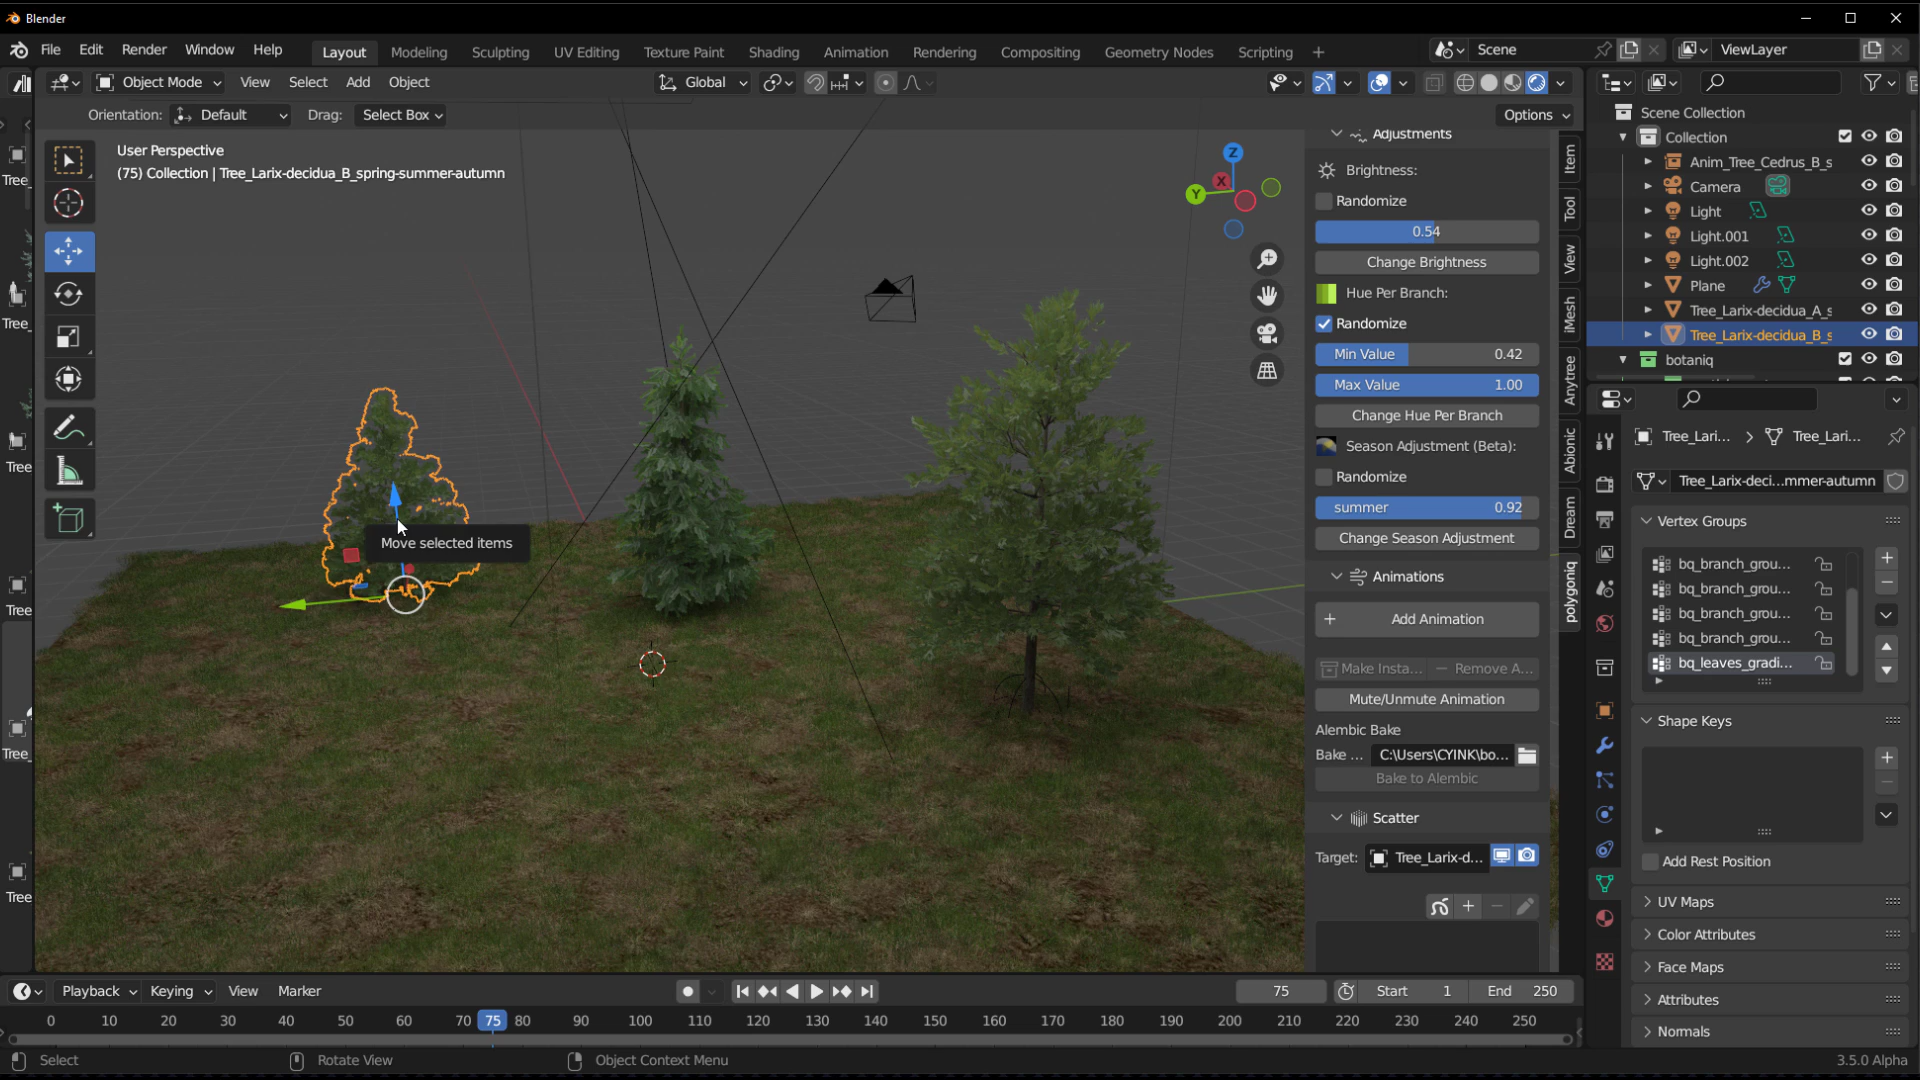 Blender
File Edit Render Window Help Layout Modeling Sculpting UV Editing Texture Paint Shading Animation Rendering Compositing Geometry Nodes Scripting + Scene ViewLayer
Object Mode View Select Add Object Global
Orientation: Default Drag: Select Box Options
User Perspective
(75) Collection | Tree_Larix-decidua_B_spring-summer-autumn
Z
X
Y
Move selected items
Tree_
Tree_
Tree
Tree
Tree_
Tree
Adjustments
Brightness:
Randomize
0.54
Change Brightness
Hue Per Branch:
Randomize
Min Value 0.42
Max Value 1.00
Change Hue Per Branch
Season Adjustment (Beta):
Randomize
summer 0.92
Change Season Adjustment
Animations
+ Add Animation
Make Insta... − Remove A...
Mute/Unmute Animation
Alembic Bake
Bake ... C:\Users\CYINK\bo...
Bake to Alembic
Scatter
Target: Tree_Larix-d...
Item
Tool
View
iMesh
Anytree
Abionic
Dream
polygoniq
Scene Collection
Collection
Anim_Tree_Cedrus_B_s
Camera
Light
Light.001
Light.002
Plane
Tree_Larix-decidua_A_s
Tree_Larix-decidua_B_s
botaniq
Tree_Lari... > Tree_Lari...
Tree_Larix-deci...mmer-autumn
Vertex Groups
bq_branch_grou...
bq_branch_grou...
bq_branch_grou...
bq_branch_grou...
bq_leaves_gradi...
Shape Keys
Add Rest Position
UV Maps
Color Attributes
Face Maps
Attributes
Normals
Playback Keying View Marker 75 Start 1 End 250
0 10 20 30 40 50 60 70 75 80 90 100 110 120 130 140 150 160 170 180 190 200 210 220 230 240 250
Select Rotate View Object Context Menu 3.5.0 Alpha